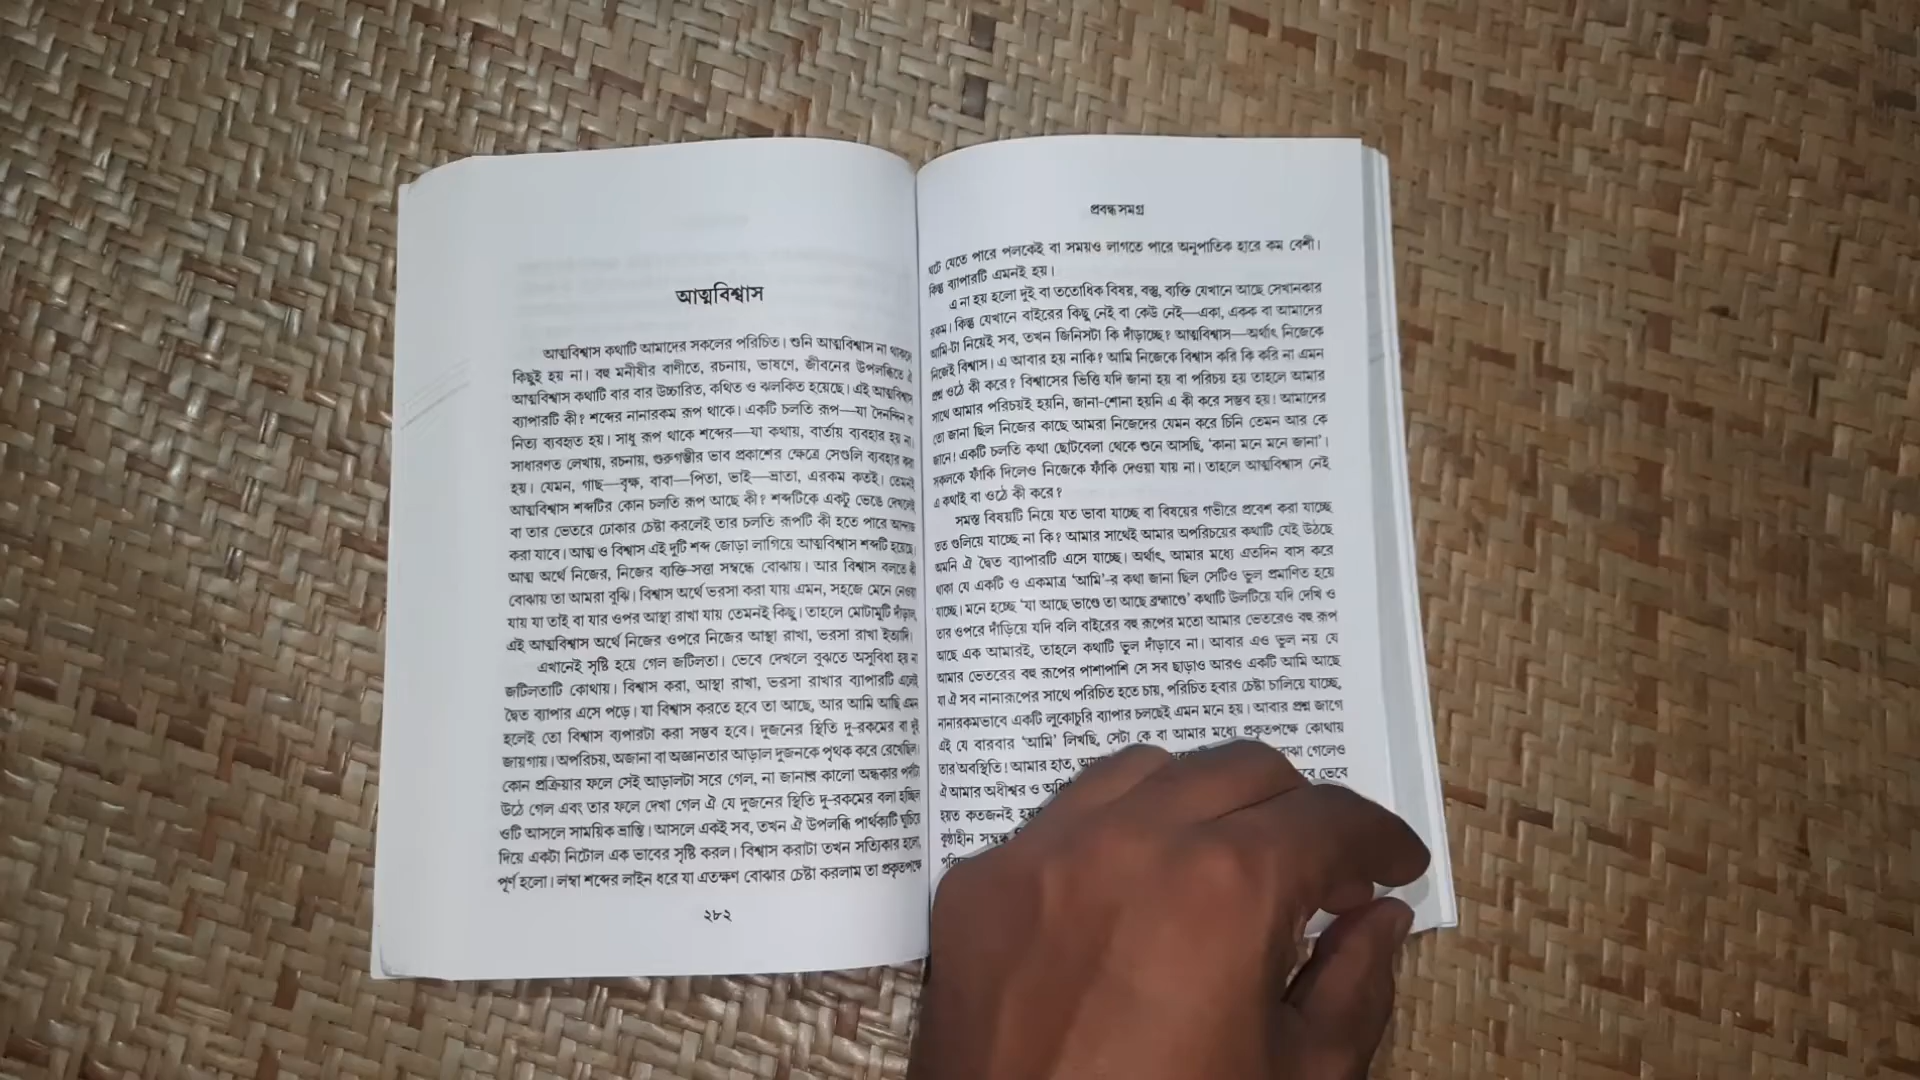 আত্মবিশ্বাস
আত্মবিশ্বাস কথাটি আমাদের সকলের পরিচিত। শুনি আত্মবিশ্বাস না থাকলে
কিছুই হয় না। বহু মনীষীর বাণীতে, রচনায়, ভাষণে, জীবনের উপলব্ধিতে ঐ
আত্মবিশ্বাস কথাটি বার বার উচ্চারিত, কথিত ও ঝলকিত হয়েছে। এই আত্মবিশ্বাস
ব্যাপারটি কী? শব্দের নানারকম রূপ থাকে। একটি চলতি রূপ—যা দৈনন্দিন বা
নিত্য ব্যবহৃত হয়। সাধু রূপ থাকে শব্দের—যা কথায়, বার্তায় ব্যবহার হয় না।
সাধারণত লেখায়, রচনায়, গুরুগম্ভীর ভাব প্রকাশের ক্ষেত্রে সেগুলি ব্যবহার করা
হয়। যেমন, গাছ—বৃক্ষ, বাবা—পিতা, ভাই—ভ্রাতা, এরকম কতই। তেমনই
আত্মবিশ্বাস শব্দটির কোন চলতি রূপ আছে কী? শব্দটিকে একটু ভেঙে দেখলেই
বা তার ভেতরে ঢোকার চেষ্টা করলেই তার চলতি রূপটি কী হতে পারে আন্দাজ
করা যাবে। আত্ম ও বিশ্বাস এই দুটি শব্দ জোড়া লাগিয়ে আত্মবিশ্বাস শব্দটি হয়েছে।
আত্ম অর্থে নিজের, নিজের ব্যক্তি-সত্তা সম্বন্ধে বোঝায়। আর বিশ্বাস বলতে কী
বোঝায় তা আমরা বুঝি। বিশ্বাস অর্থে ভরসা করা যায় এমন, সহজে মেনে নেওয়া
যায় যা তাই বা যার ওপর আস্থা রাখা যায় তেমনই কিছু। তাহলে মোটামুটি দাঁড়াল,
এই আত্মবিশ্বাস অর্থে নিজের ওপরে নিজের আস্থা রাখা, ভরসা রাখা ইত্যাদি।
এখানেই সৃষ্টি হয়ে গেল জটিলতা। ভেবে দেখলে বুঝতে অসুবিধা হয় না
জটিলতাটি কোথায়। বিশ্বাস করা, আস্থা রাখা, ভরসা রাখার ব্যাপারটি এলেই
দ্বৈত ব্যাপার এসে পড়ে। যা বিশ্বাস করতে হবে তা আছে, আর আমি আছি এমন
হলেই তো বিশ্বাস ব্যপারটা করা সম্ভব হবে। দুজনের স্থিতি দু-রকমের বা দুই
জায়গায়। অপরিচয়, অজানা বা অজ্ঞানতার আড়াল দুজনকে পৃথক করে রেখেছিল।
কোন প্রক্রিয়ার ফলে সেই আড়ালটা সরে গেল, না জানার কালো অন্ধকার পর্দাটা
উঠে গেল এবং তার ফলে দেখা গেল ঐ যে দুজনের স্থিতি দু-রকমের বলা হচ্ছিল
ওটি আসলে সাময়িক ভ্রান্তি। আসলে একই সব, তখন ঐ উপলব্ধি পার্থক্যটি ঘুচিয়ে
দিয়ে একটা নিটোল এক ভাবের সৃষ্টি করল। বিশ্বাস করাটা তখন সত্যিকার হলো,
পূর্ণ হলো। লম্বা শব্দের লাইন ধরে যা এতক্ষণ বোঝার চেষ্টা করলাম তা প্রকৃতপক্ষে
২৮২
প্রবন্ধ সমগ্র
ঘটে যেতে পারে পলকেই বা সময়ও লাগতে পারে অনুপাতিক হারে কম বেশী।
কিন্তু ব্যাপারটি এমনই হয়।
এ না হয় হলো দুই বা ততোধিক বিষয়, বস্তু, ব্যক্তি যেখানে আছে সেখানকার
রকম। কিন্তু যেখানে বাইরের কিছু নেই বা কেউ নেই—একা, একক বা আমাদের
আমি-টা নিয়েই সব, তখন জিনিসটা কি দাঁড়াচ্ছে? আত্মবিশ্বাস—অর্থাৎ নিজেকে
নিজেই বিশ্বাস। এ আবার হয় নাকি? আমি নিজেকে বিশ্বাস করি কি করি না এমন
প্রশ্ন ওঠে কী করে? বিশ্বাসের ভিত্তি যদি জানা হয় বা পরিচয় হয় তাহলে আমার
সাথে আমার পরিচয়ই হয়নি, জানা-শোনা হয়নি এ কী করে সম্ভব হয়! আমাদের
তো জানা ছিল নিজের কাছে আমরা নিজেদের যেমন করে চিনি তেমন আর কে
জানে! একটি চলতি কথা ছোটবেলা থেকে শুনে আসছি, ‘কানা মনে মনে জানা’।
সকলকে ফাঁকি দিলেও নিজেকে ফাঁকি দেওয়া যায় না। তাহলে আত্মবিশ্বাস নেই
এ কথাই বা ওঠে কী করে?
সমস্ত বিষয়টি নিয়ে যত ভাবা যাচ্ছে বা বিষয়ের গভীরে প্রবেশ করা যাচ্ছে
তত গুলিয়ে যাচ্ছে না কি? আমার সাথেই আমার অপরিচয়ের কথাটি যেই উঠছে
অমনি ঐ দ্বৈত ব্যাপারটি এসে যাচ্ছে। অর্থাৎ, আমার মধ্যে এতদিন বাস করে
থাকা যে একটি ও একমাত্র ‘আমি’-র কথা জানা ছিল সেটিও ভুল প্রমাণিত হয়ে
যাচ্ছে। মনে হচ্ছে ‘যা আছে ভাণ্ডে তা আছে ব্রহ্মাণ্ডে’ কথাটি উলটিয়ে যদি দেখি ও
তার ওপরে দাঁড়িয়ে যদি বলি বাইরের বহু রূপের মতো আমার ভেতরেও বহু রূপ
আছে এক আমারই, তাহলে কথাটি ভুল দাঁড়াবে না। আবার এও ভুল নয় যে
আমার ভেতরের বহু রূপের পাশাপাশি সে সব ছাড়াও আরও একটি আমি আছে
যা ঐ সব নানারূপের সাথে পরিচিত হতে চায়, পরিচিত হবার চেষ্টা চালিয়ে যাচ্ছে,
নানারকমভাবে একটি লুকোচুরি ব্যাপার চলছেই এমন মনে হয়। আবার প্রশ্ন জাগে
এই যে বারবার ‘আমি’ লিখছি, সেটা কে বা আমার মধ্যে প্রকৃতপক্ষে কোথায়
তার অবস্থিতি! আমার হাত, গেলেও
ঐ আমার অধীশ্বর ও ভেবে
হয়ত কতজনই
কুণ্ঠাহীন